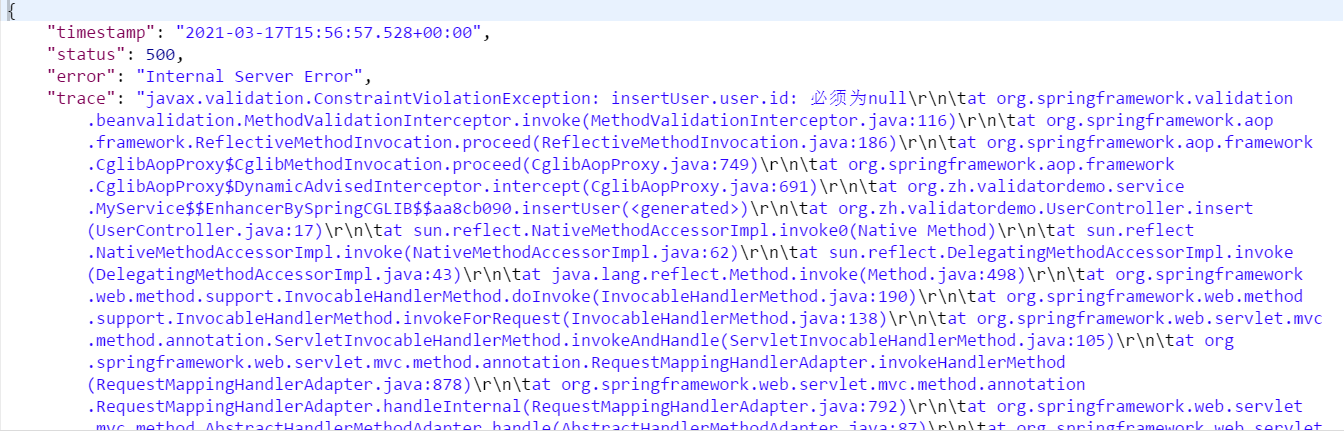 {
"timestamp": "2021-03-17T15:56:57.528+00:00",
"status": 500,
"error": "Internal Server Error",
"trace": "javax.validation.ConstraintViolationException: insertUser.user.id: 必须为null\r\n\tat org.springframework.validation
.beanvalidation.MethodValidationInterceptor.invoke(MethodValidationInterceptor.java:116)\r\n\tat org.springframework.aop
.framework.ReflectiveMethodInvocation.proceed(ReflectiveMethodInvocation.java:186)\r\n\tat org.springframework.aop.framework
.CglibAopProxy$CglibMethodInvocation.proceed(CglibAopProxy.java:749)\r\n\tat org.springframework.aop.framework
.CglibAopProxy$DynamicAdvisedInterceptor.intercept(CglibAopProxy.java:691)\r\n\tat org.zh.validatordemo.service
.MyService$$EnhancerBySpringCGLIB$$aa8cb090.insertUser(<generated>)\r\n\tat org.zh.validatordemo.UserController.insert
(UserController.java:17)\r\n\tat sun.reflect.NativeMethodAccessorImpl.invoke0(Native Method)\r\n\tat sun.reflect
.NativeMethodAccessorImpl.invoke(NativeMethodAccessorImpl.java:62)\r\n\tat sun.reflect.DelegatingMethodAccessorImpl.invoke
(DelegatingMethodAccessorImpl.java:43)\r\n\tat java.lang.reflect.Method.invoke(Method.java:498)\r\n\tat org.springframework
.web.method.support.InvocableHandlerMethod.doInvoke(InvocableHandlerMethod.java:190)\r\n\tat org.springframework.web.method
.support.InvocableHandlerMethod.invokeForRequest(InvocableHandlerMethod.java:138)\r\n\tat org.springframework.web.servlet.mvc
.method.annotation.ServletInvocableHandlerMethod.invokeAndHandle(ServletInvocableHandlerMethod.java:105)\r\n\tat org
.springframework.web.servlet.mvc.method.annotation.RequestMappingHandlerAdapter.invokeHandlerMethod
(RequestMappingHandlerAdapter.java:878)\r\n\tat org.springframework.web.servlet.mvc.method.annotation
.RequestMappingHandlerAdapter.handleInternal(RequestMappingHandlerAdapter.java:792)\r\n\tat org.springframework.web.servlet
.mvc.method.AbstractHandlerMethodAdapter.handle(AbstractHandlerMethodAdapter.java:87)\r\n\tat org.springframework.web.servlet